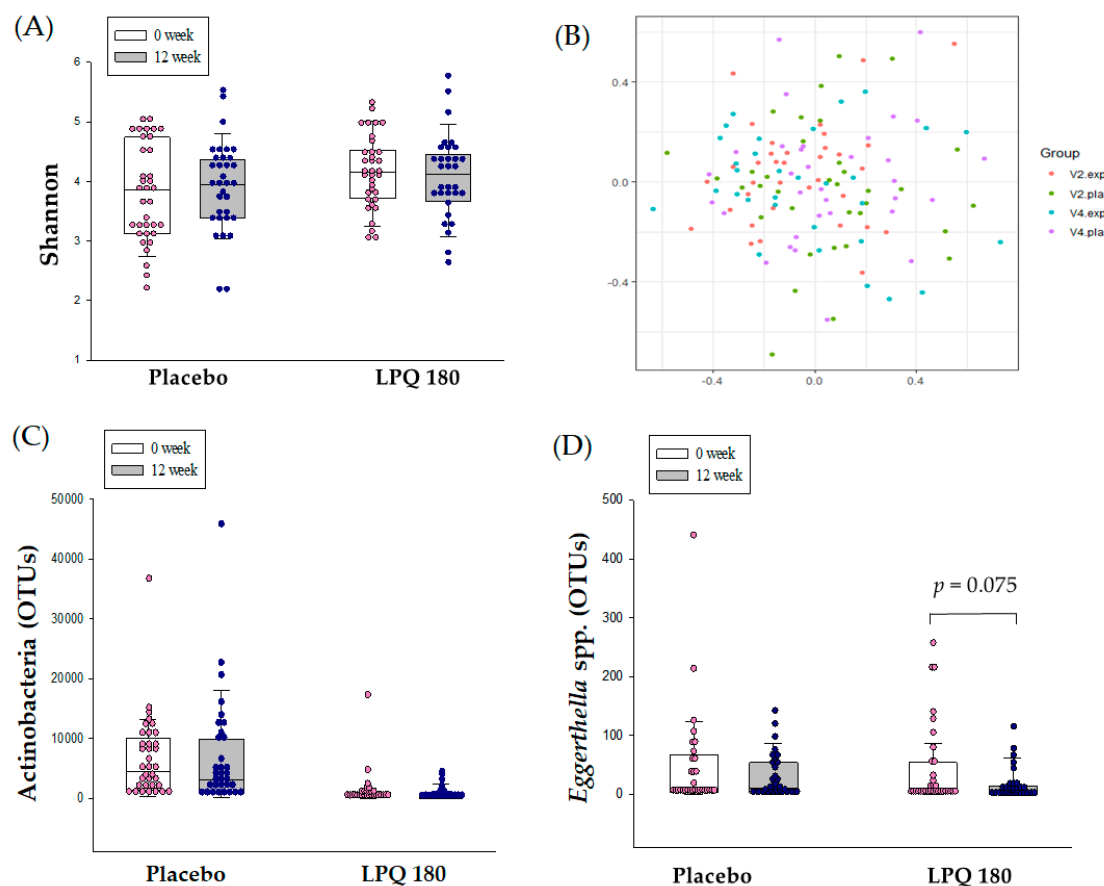 (A)
0 week
12 week
Shannon
6
5
4
3
2
1
Placebo
LPQ 180
(B)
0.4
0.0
-0.4
-0.4
0.0
0.4
Group
V2.exp
V2.pla
V4.exp
V4.pla
(C)
0 week
12 week
Actinobacteria (OTUs)
50000
40000
30000
20000
10000
0
Placebo
LPQ 180
(D)
0 week
12 week
Eggerthella spp. (OTUs)
500
400
300
200
100
0
p = 0.075
Placebo
LPQ 180